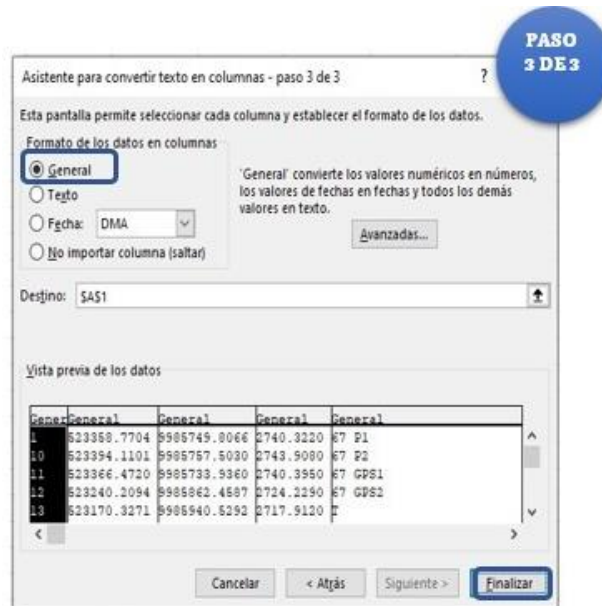 PASO
3 DE 3
Asistente para convertir texto en columnas - paso 3 de 3
?
Esta pantalla permite seleccionar cada columna y establecer el formato de los datos.
Formato de los datos en columnas
General
Texto
Fecha: DMA
No importar columna (saltar)
'General' convierte los valores numéricos en números,
los valores de fechas en fechas y todos los demás
valores en texto.
Avanzadas...
Destino: $A$1
Vista previa de los datos
Gener General General General General
1 523358.7704 9985749.8066 2740.3220 67 P1
10 523394.1101 9985757.5030 2743.9080 67 P2
11 523366.4720 9985733.9360 2740.3950 67 GPS1
12 523240.2094 9985862.4587 2724.2290 67 GPS2
13 523170.3271 9985940.5292 2717.9120 T
Cancelar < Atrás Siguiente > Finalizar